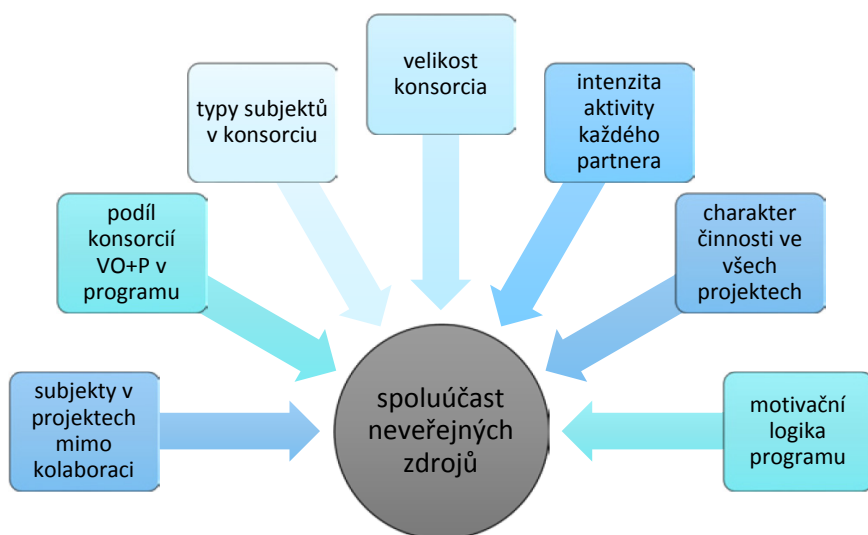 velikost
konsorcia
typy subjektů
v konsorciu
intenzita
aktivity
každého
partnera
podíl
konsorcií
VO+P v
programu
charakter
činnosti ve
všech
projektech
subjekty v
projektech
mimo
kolaboraci
spoluúčast
neveřejných
zdrojů
motivační
logika
programu